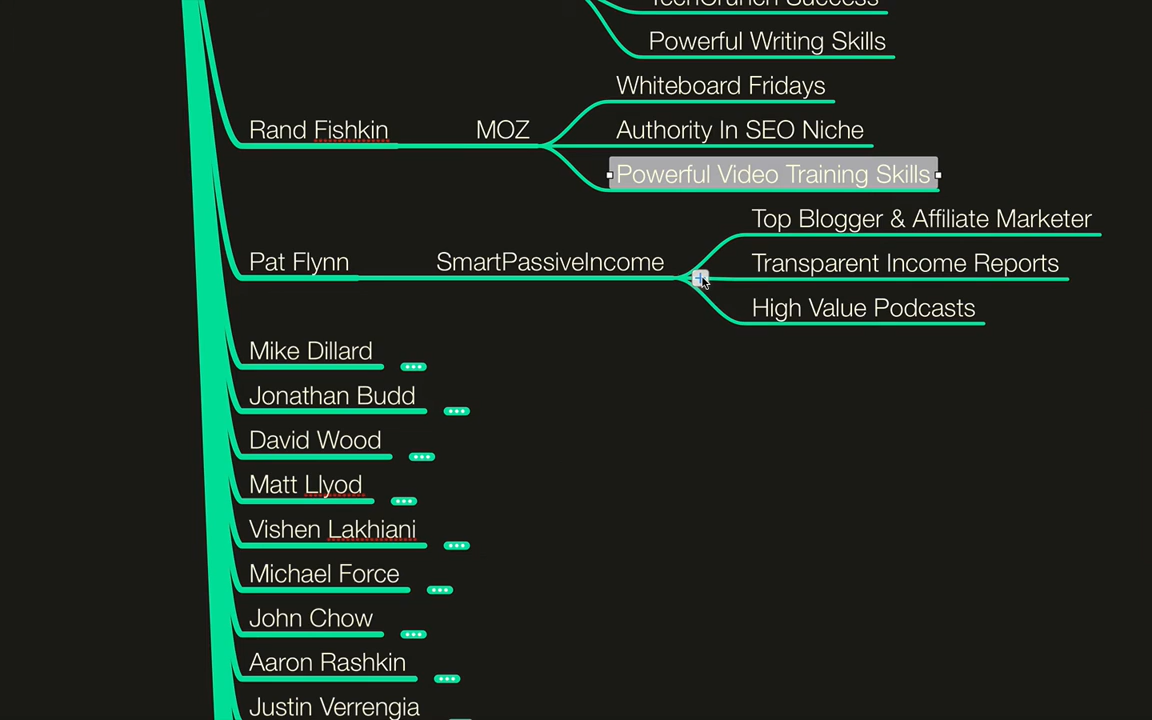 TechCrunch Success
Powerful Writing Skills
Whiteboard Fridays
Rand Fishkin
MOZ
Authority In SEO Niche
Powerful Video Training Skills
Top Blogger & Affiliate Marketer
Pat Flynn
SmartPassiveIncome
Transparent Income Reports
High Value Podcasts
Mike Dillard
Jonathan Budd
David Wood
Matt Llyod
Vishen Lakhiani
Michael Force
John Chow
Aaron Rashkin
Justin Verrengia